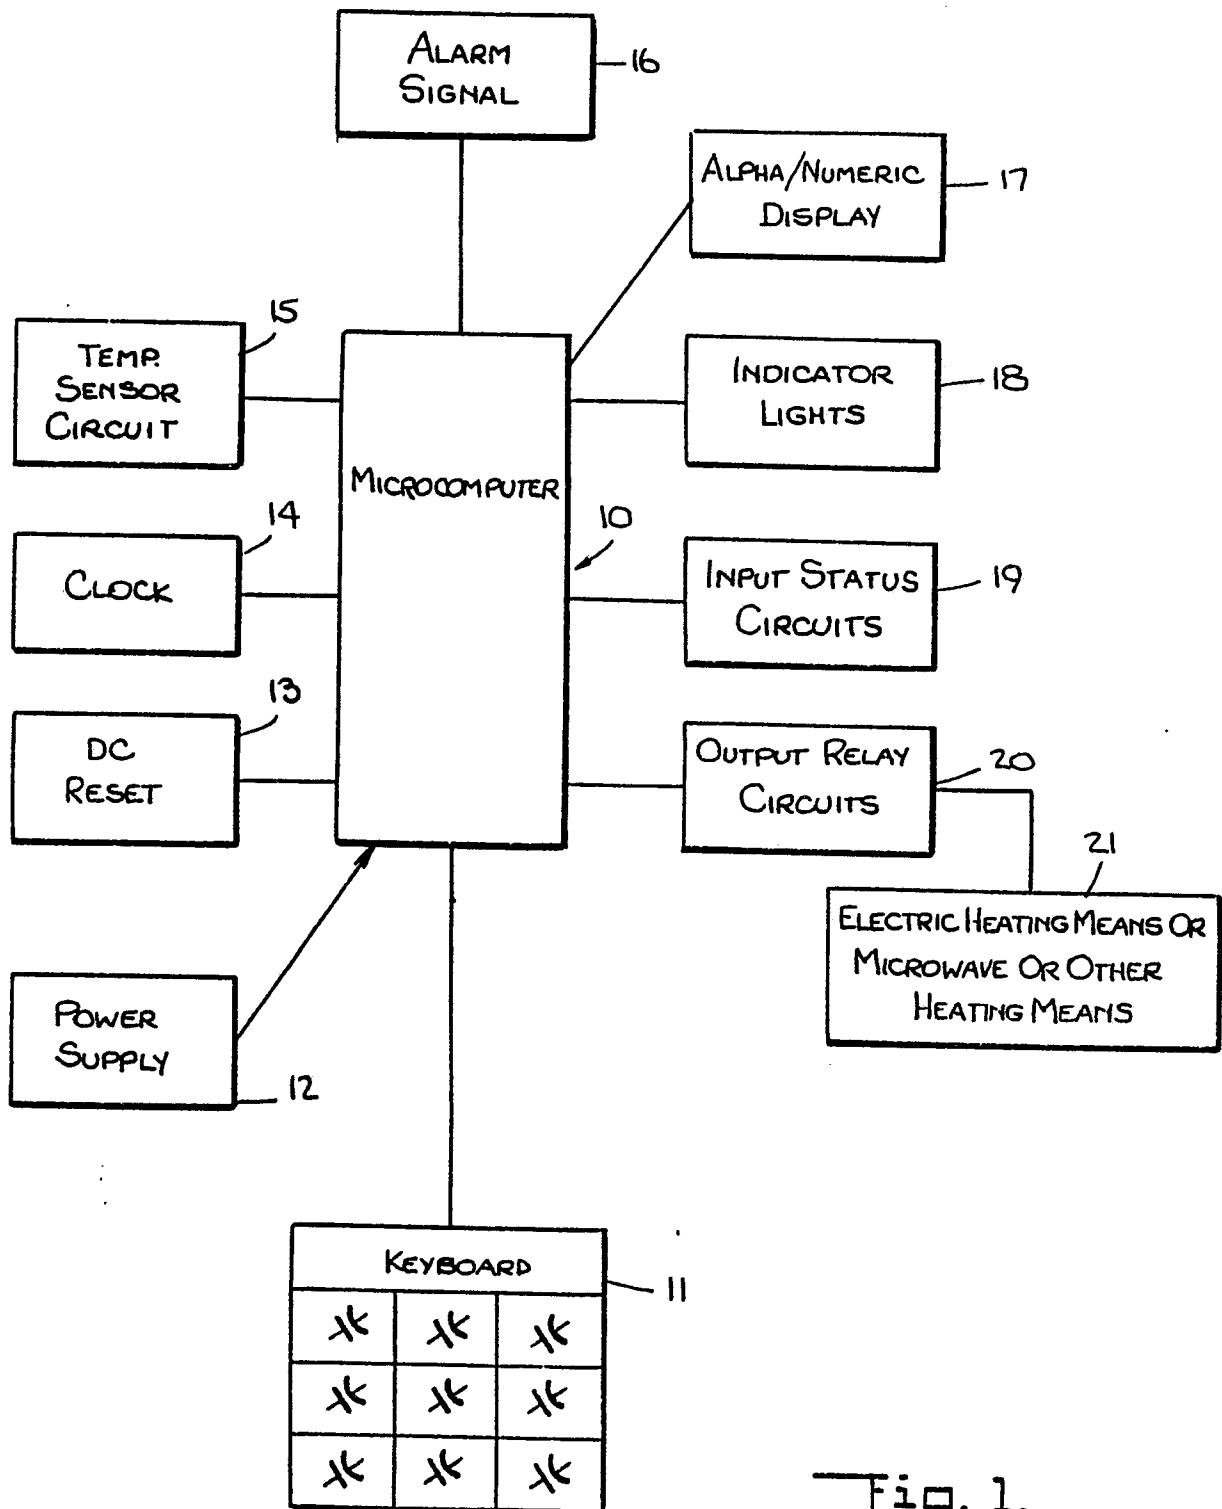 ALARM
SIGNAL
16
ALPHA/NUMERIC
DISPLAY
17
15
TEMP.
SENSOR
CIRCUIT
INDICATOR
LIGHTS
18
MICROCOMPUTER
10
14
CLOCK
INPUT STATUS
CIRCUITS
19
13
DC
RESET
OUTPUT RELAY
CIRCUITS
20
21
ELECTRIC HEATING MEANS OR
MICROWAVE OR OTHER
HEATING MEANS
POWER
SUPPLY
12
KEYBOARD
11
Fig. 1.